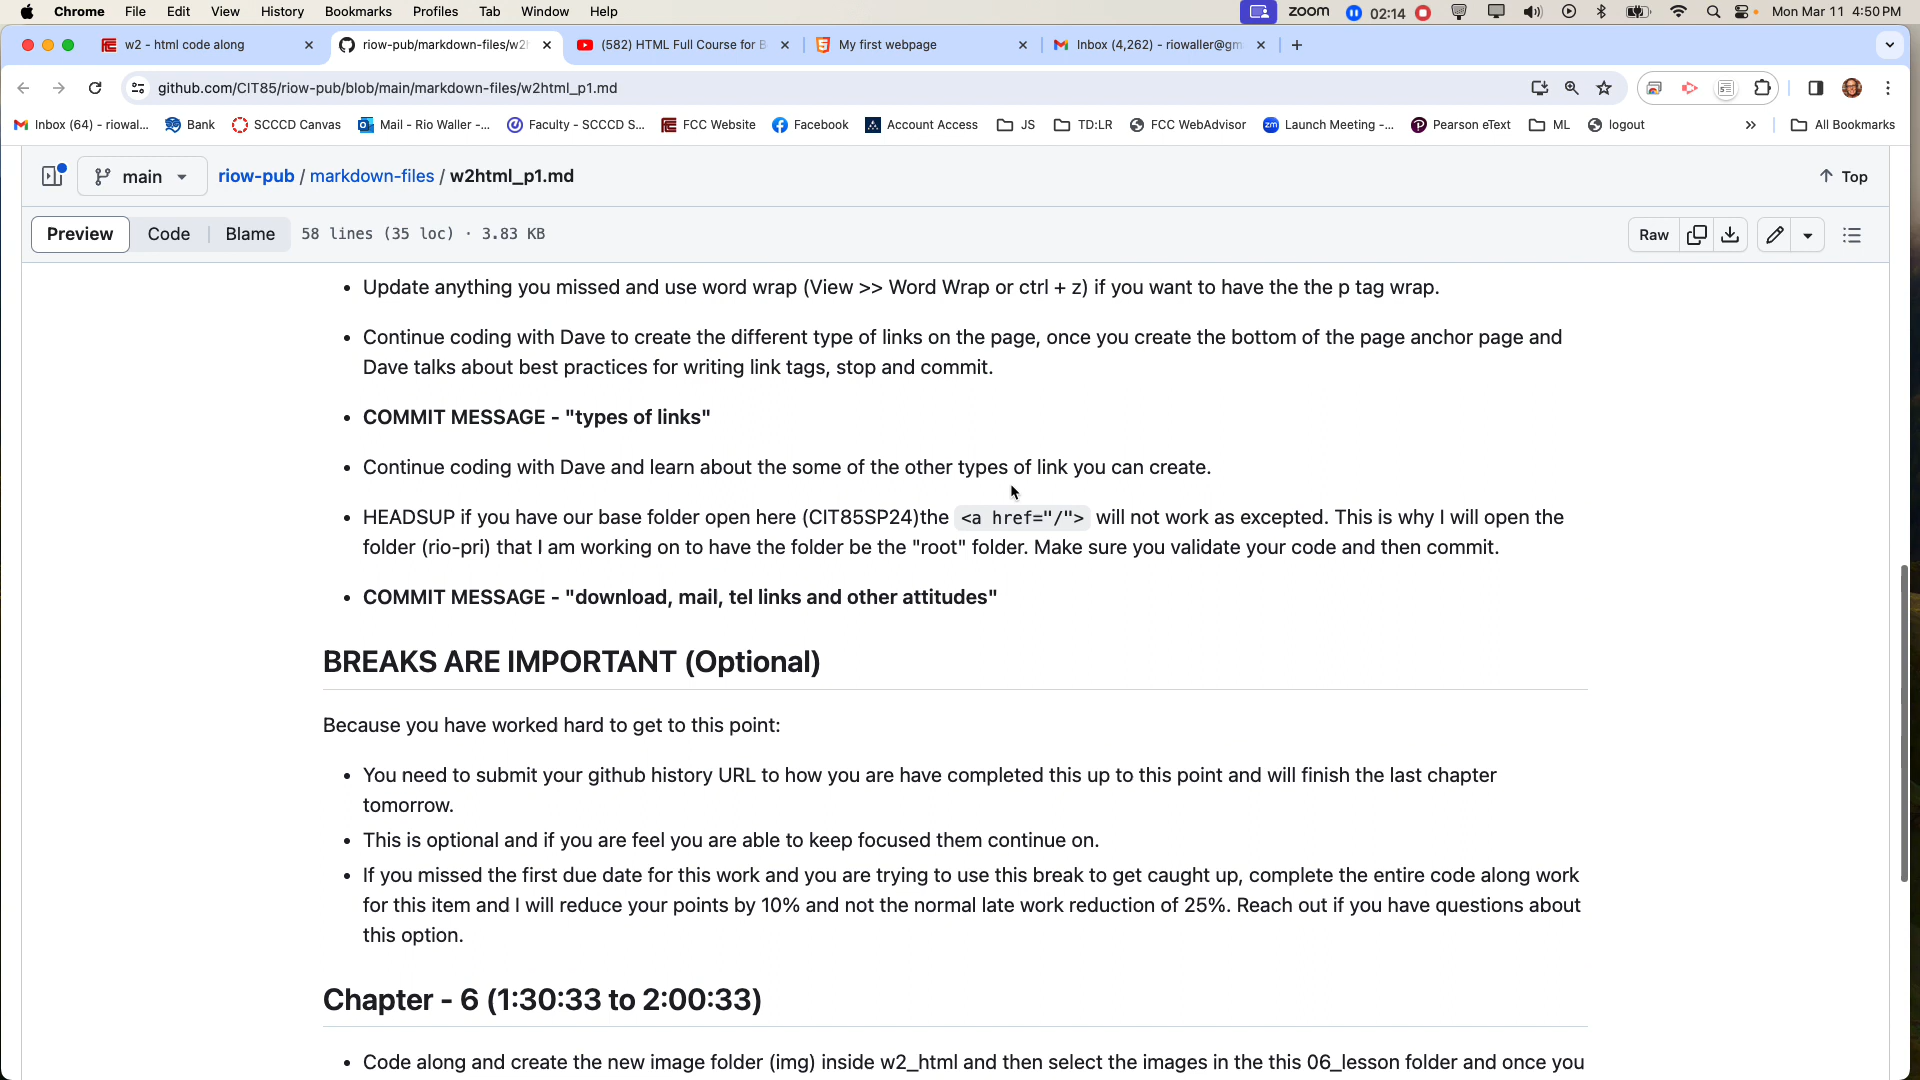 Chrome File Edit View History Bookmarks Profiles Tab Window Help zoom 02:14 Mon Mar 11 4:50 PM
w2 - html code along riow-pub/markdown-files/w2 (582) HTML Full Course for B My first webpage Inbox (4,262) - riowaller@gm
github.com/CIT85/riow-pub/blob/main/markdown-files/w2html_p1.md
Inbox (64) - riowal... Bank SCCCD Canvas Mail - Rio Waller -... Faculty - SCCCD S... FCC Website Facebook Account Access JS TD:LR FCC WebAdvisor Launch Meeting -... Pearson eText ML logout » All Bookmarks
main riow-pub / markdown-files / w2html_p1.md Top
Preview Code Blame 58 lines (35 loc) · 3.83 KB Raw
• Update anything you missed and use word wrap (View >> Word Wrap or ctrl + z) if you want to have the the p tag wrap.
• Continue coding with Dave to create the different type of links on the page, once you create the bottom of the page anchor page and
Dave talks about best practices for writing link tags, stop and commit.
• COMMIT MESSAGE - "types of links"
• Continue coding with Dave and learn about the some of the other types of link you can create.
• HEADSUP if you have our base folder open here (CIT85SP24)the <a href="/"> will not work as excepted. This is why I will open the
folder (rio-pri) that I am working on to have the folder be the "root" folder. Make sure you validate your code and then commit.
• COMMIT MESSAGE - "download, mail, tel links and other attitudes"
BREAKS ARE IMPORTANT (Optional)
Because you have worked hard to get to this point:
• You need to submit your github history URL to how you are have completed this up to this point and will finish the last chapter
tomorrow.
• This is optional and if you are feel you are able to keep focused them continue on.
• If you missed the first due date for this work and you are trying to use this break to get caught up, complete the entire code along work
for this item and I will reduce your points by 10% and not the normal late work reduction of 25%. Reach out if you have questions about
this option.
Chapter - 6 (1:30:33 to 2:00:33)
• Code along and create the new image folder (img) inside w2_html and then select the images in the this 06_lesson folder and once you